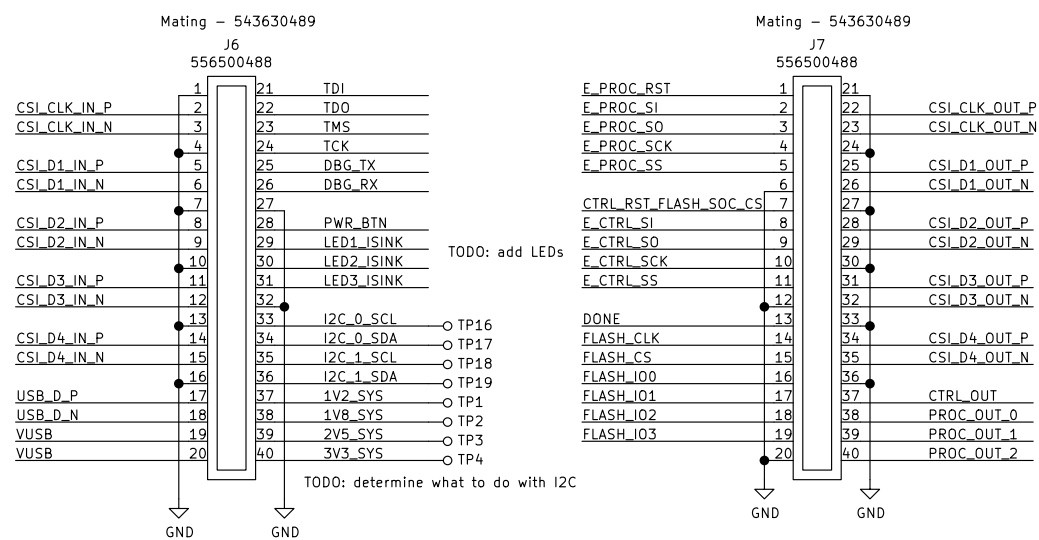 Mating - 543630489
J6
556500488
1 21 TDI
CSI_CLK_IN_P 2 22 TDO
CSI_CLK_IN_N 3 23 TMS
4 24 TCK
CSI_D1_IN_P 5 25 DBG_TX
CSI_D1_IN_N 6 26 DBG_RX
7 27
CSI_D2_IN_P 8 28 PWR_BTN
CSI_D2_IN_N 9 29 LED1_ISINK
10 30 LED2_ISINK
CSI_D3_IN_P 11 31 LED3_ISINK
CSI_D3_IN_N 12 32
13 33 I2C_0_SCL TP16
CSI_D4_IN_P 14 34 I2C_0_SDA TP17
CSI_D4_IN_N 15 35 I2C_1_SCL TP18
16 36 I2C_1_SDA TP19
USB_D_P 17 37 1V2_SYS TP1
USB_D_N 18 38 1V8_SYS TP2
VUSB 19 39 2V5_SYS TP3
VUSB 20 40 3V3_SYS TP4
TODO: add LEDs
TODO: determine what to do with I2C
GND GND
Mating - 543630489
J7
556500488
E_PROC_RST 1 21
E_PROC_SI 2 22 CSI_CLK_OUT_P
E_PROC_SO 3 23 CSI_CLK_OUT_N
E_PROC_SCK 4 24
E_PROC_SS 5 25 CSI_D1_OUT_P
6 26 CSI_D1_OUT_N
CTRL_RST_FLASH_SOC_CS 7 27
E_CTRL_SI 8 28 CSI_D2_OUT_P
E_CTRL_SO 9 29 CSI_D2_OUT_N
E_CTRL_SCK 10 30
E_CTRL_SS 11 31 CSI_D3_OUT_P
12 32 CSI_D3_OUT_N
DONE 13 33
FLASH_CLK 14 34 CSI_D4_OUT_P
FLASH_CS 15 35 CSI_D4_OUT_N
FLASH_IO0 16 36
FLASH_IO1 17 37 CTRL_OUT
FLASH_IO2 18 38 PROC_OUT_0
FLASH_IO3 19 39 PROC_OUT_1
20 40 PROC_OUT_2
GND GND